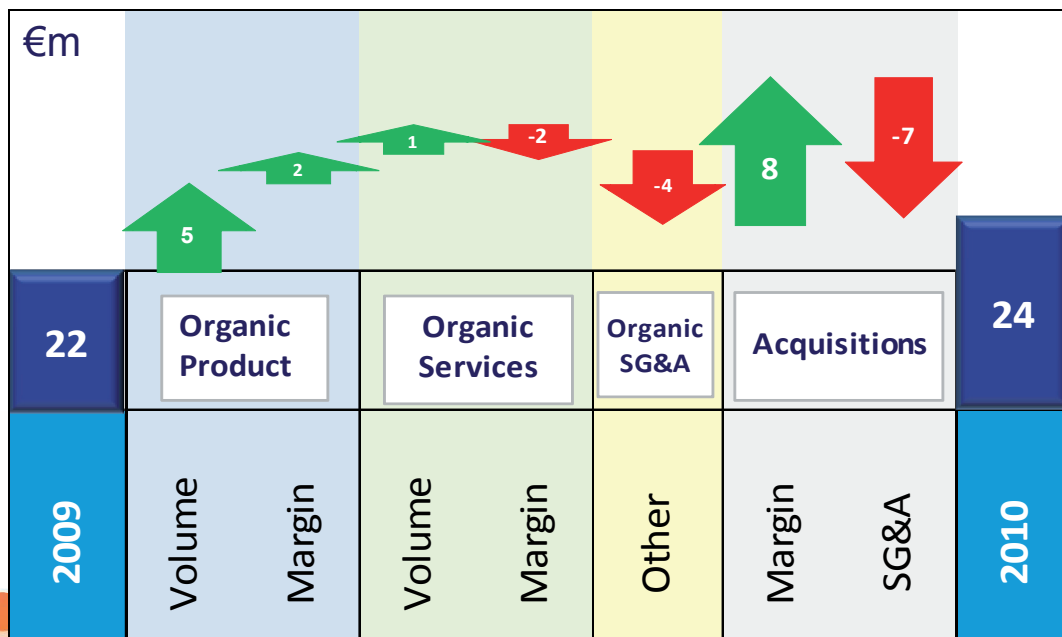 €m
5
2
1
-2
-4
8
-7
22
Organic
Product
Organic
Services
Organic
SG&A
Acquisitions
24
2009
Volume
Margin
Volume
Margin
Other
Margin
SG&A
2010